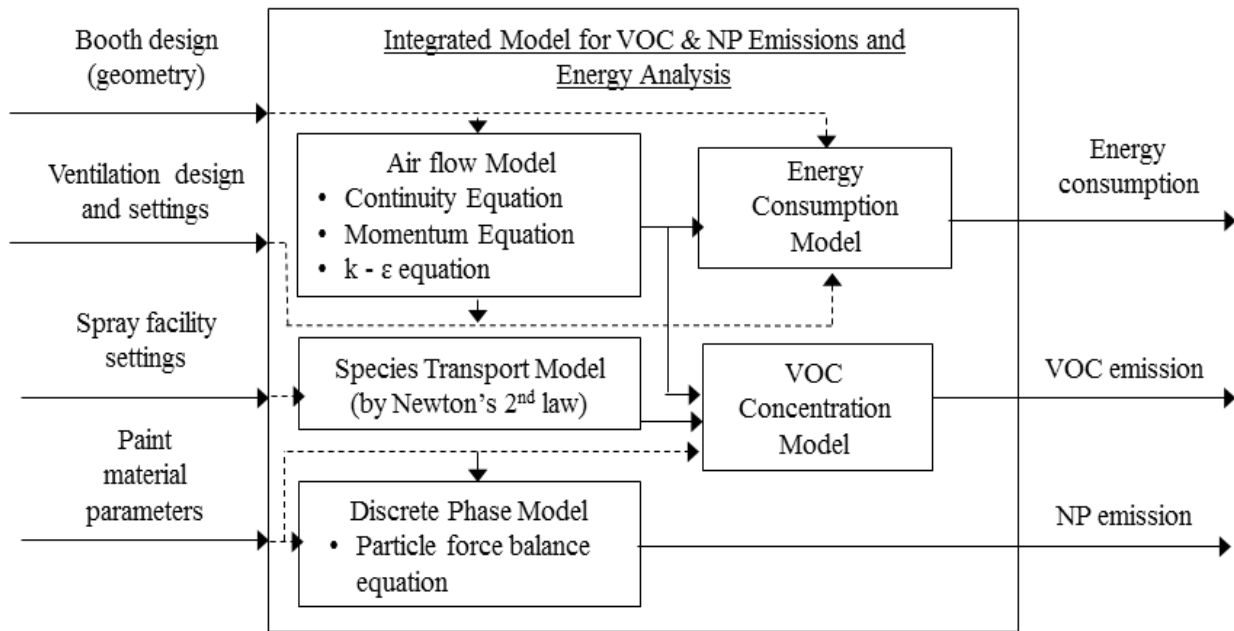 Booth design
(geometry)
Ventilation design
and settings
Spray facility
settings
Paint
material
parameters
Integrated Model for VOC & NP Emissions and
Energy Analysis
Air flow Model
• Continuity Equation
• Momentum Equation
• k - ε equation
Species Transport Model
(by Newton's 2nd law)
Discrete Phase Model
• Particle force balance
equation
Energy
Consumption
Model
VOC
Concentration
Model
Energy
consumption
VOC emission
NP emission